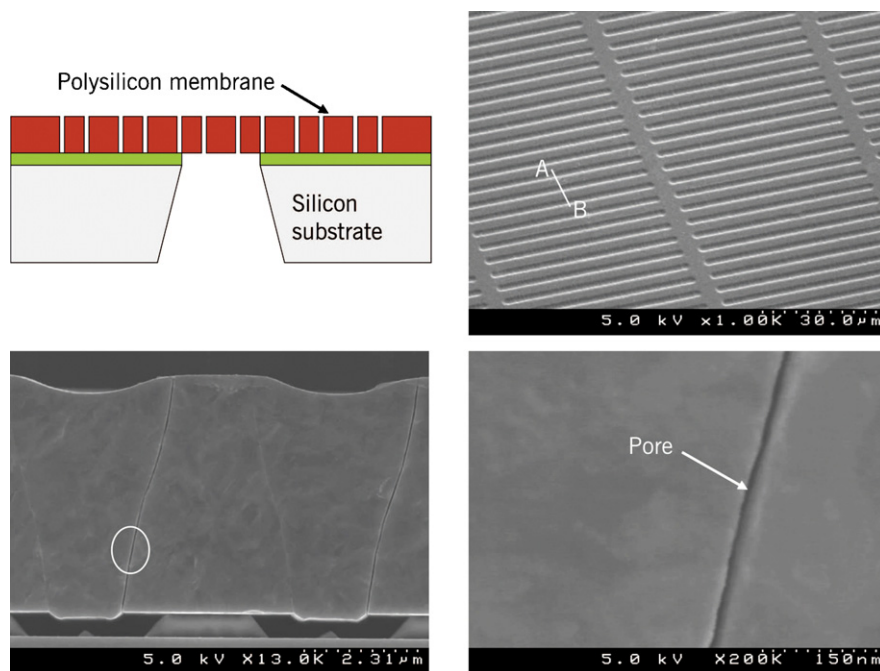 Polysilicon membrane
Silicon
substrate
A
B
5.0 kV x1.00K 30.0μm
5.0 kV X13.0K 2.31μm
Pore
5.0 kV X200K 150nm